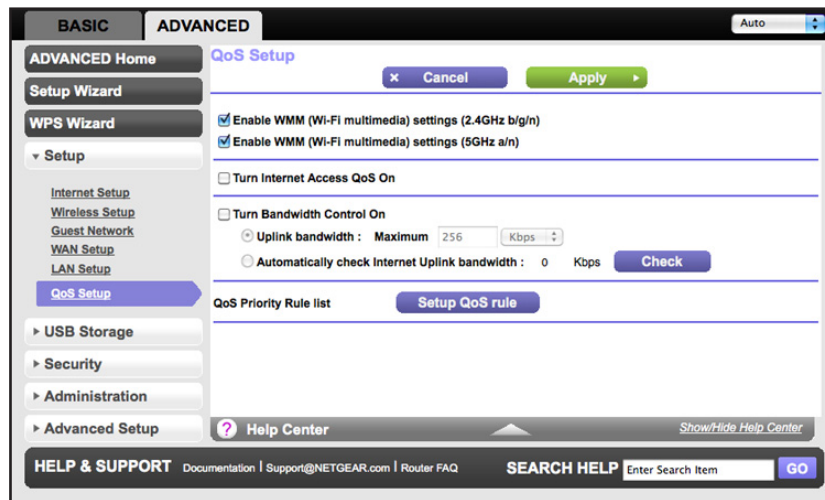 BASIC
ADVANCED
Auto
ADVANCED Home
Setup Wizard
WPS Wizard
Setup
Internet Setup
Wireless Setup
Guest Network
WAN Setup
LAN Setup
QoS Setup
USB Storage
Security
Administration
Advanced Setup
QoS Setup
x Cancel
Apply
Enable WMM (Wi-Fi multimedia) settings (2.4GHz b/g/n)
Enable WMM (Wi-Fi multimedia) settings (5GHz a/n)
Turn Internet Access QoS On
Turn Bandwidth Control On
Uplink bandwidth : Maximum 256 Kbps
Automatically check Internet Uplink bandwidth : 0 Kbps Check
QoS Priority Rule list Setup QoS rule
? Help Center Show/Hide Help Center
HELP & SUPPORT Documentation | Support@NETGEAR.com | Router FAQ SEARCH HELP Enter Search Item GO